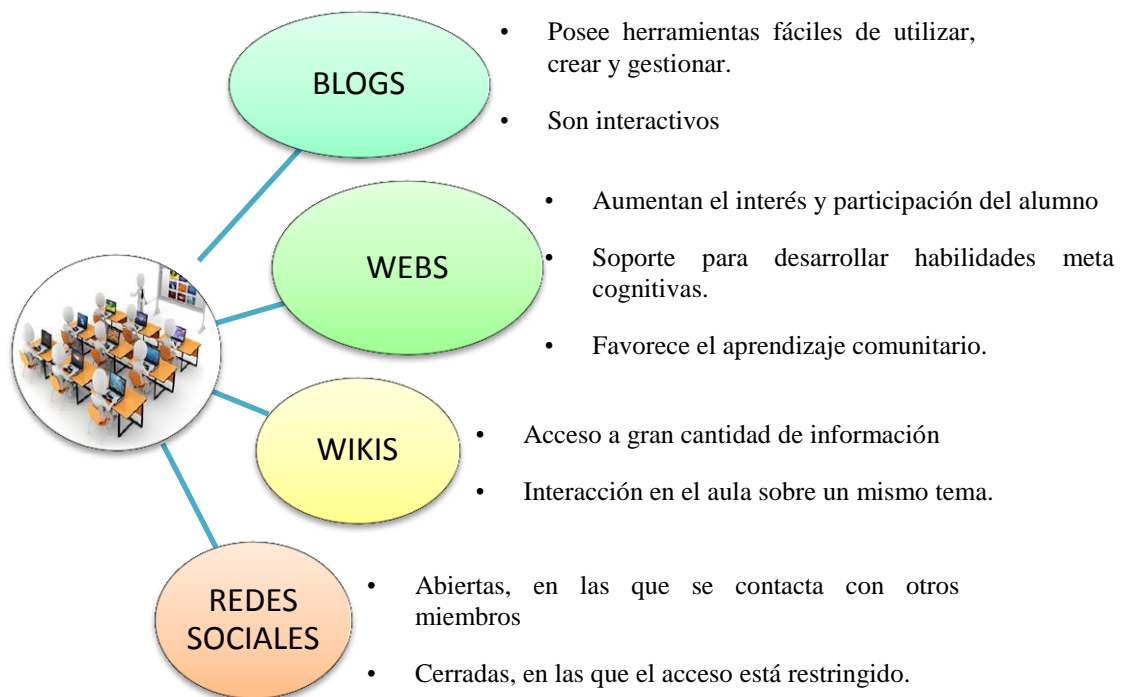 BLOGS
• Posee herramientas fáciles de utilizar,
crear y gestionar.
• Son interactivos
WEBS
• Aumentan el interés y participación del alumno
• Soporte para desarrollar habilidades meta
cognitivas.
• Favorece el aprendizaje comunitario.
WIKIS
• Acceso a gran cantidad de información
• Interacción en el aula sobre un mismo tema.
REDES
SOCIALES
• Abiertas, en las que se contacta con otros
miembros
• Cerradas, en las que el acceso está restringido.